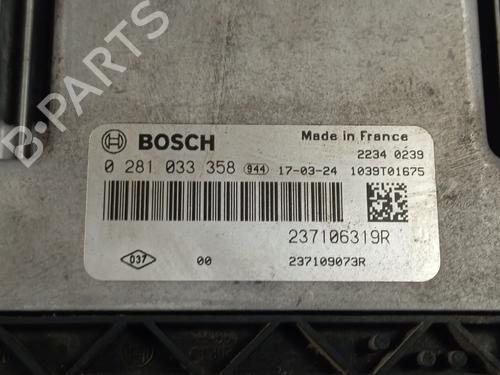 B-PARTS
BOSCH
Made in France
2234 0239
0 281 033 358 944 17-03-24 1039T01675
237106319R
037 00 237109073R